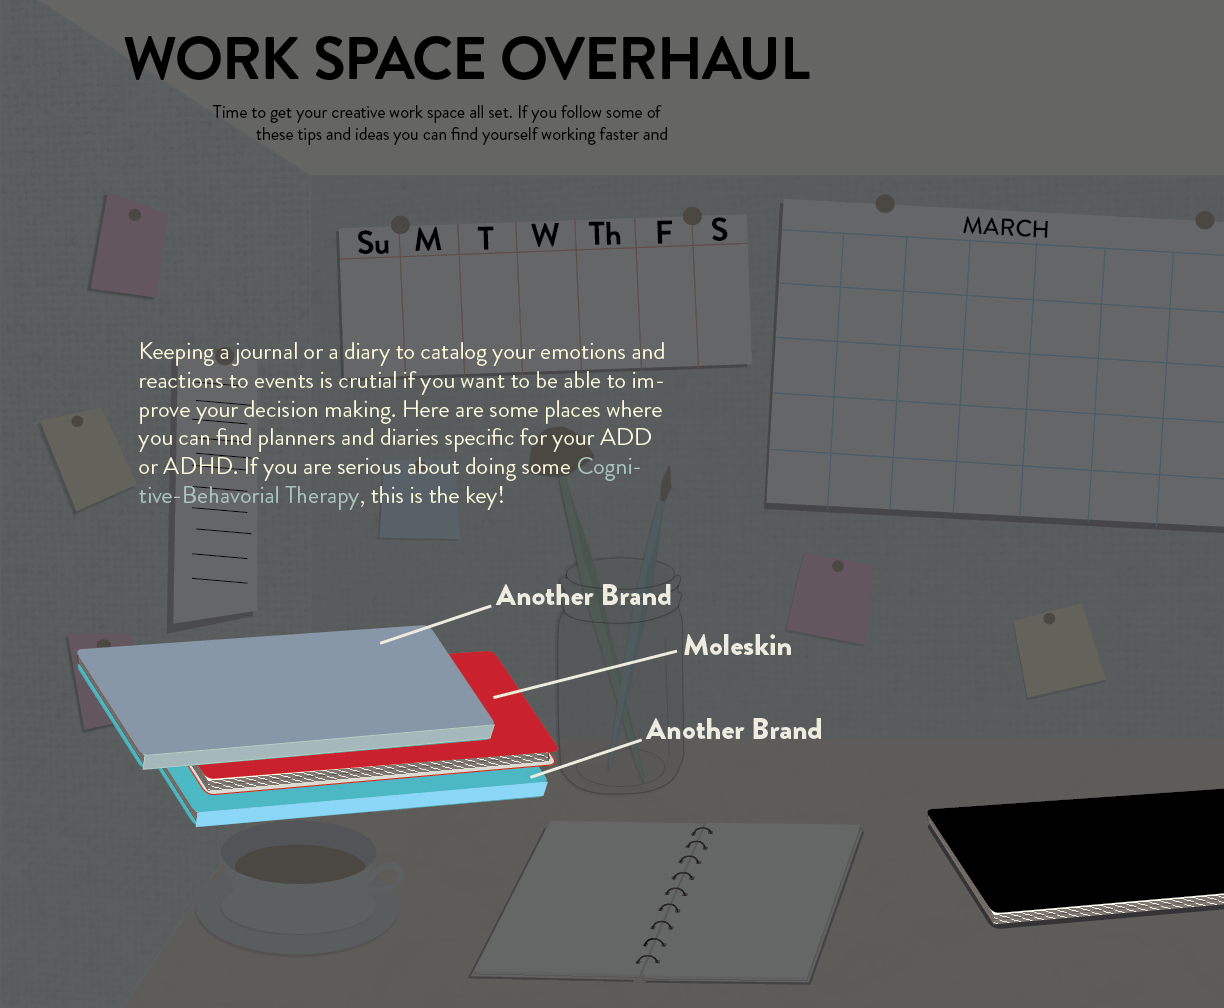 WORK SPACE OVERHAUL
Time to get your creative work space all set. If you follow some of
these tips and ideas you can find yourself working faster and
Su M T W Th F S
MARCH
Keeping a journal or a diary to catalog your emotions and
reactions to events is crutial if you want to be able to im-
prove your decision making. Here are some places where
you can find planners and diaries specific for your ADD
or ADHD. If you are serious about doing some Cogni-
tive-Behavorial Therapy, this is the key!
Another Brand
Moleskin
Another Brand